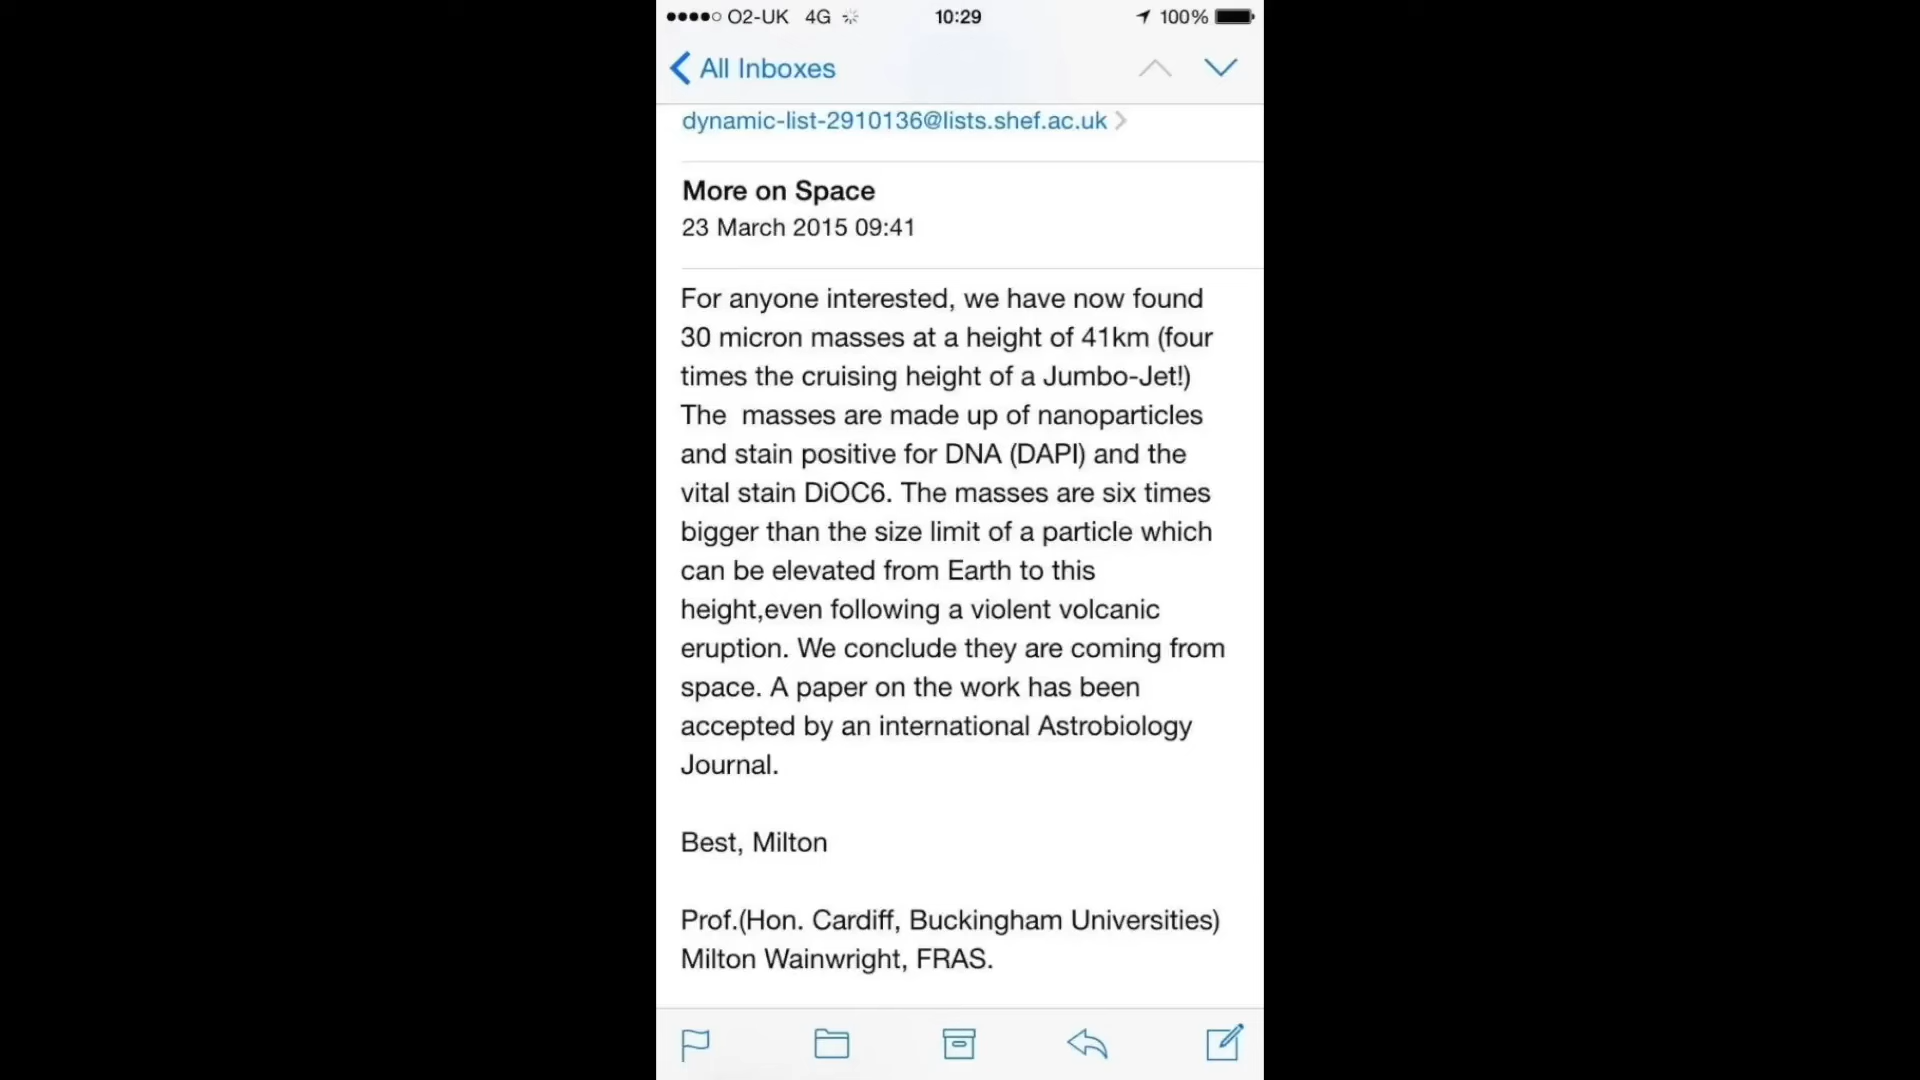 O2-UK 4G 10:29 100%
All Inboxes
dynamic-list-2910136@lists.shef.ac.uk
More on Space
23 March 2015 09:41
For anyone interested, we have now found
30 micron masses at a height of 41km (four
times the cruising height of a Jumbo-Jet!)
The  masses are made up of nanoparticles
and stain positive for DNA (DAPI) and the
vital stain DiOC6. The masses are six times
bigger than the size limit of a particle which
can be elevated from Earth to this
height,even following a violent volcanic
eruption. We conclude they are coming from
space. A paper on the work has been
accepted by an international Astrobiology
Journal.
Best, Milton
Prof.(Hon. Cardiff, Buckingham Universities)
Milton Wainwright, FRAS.